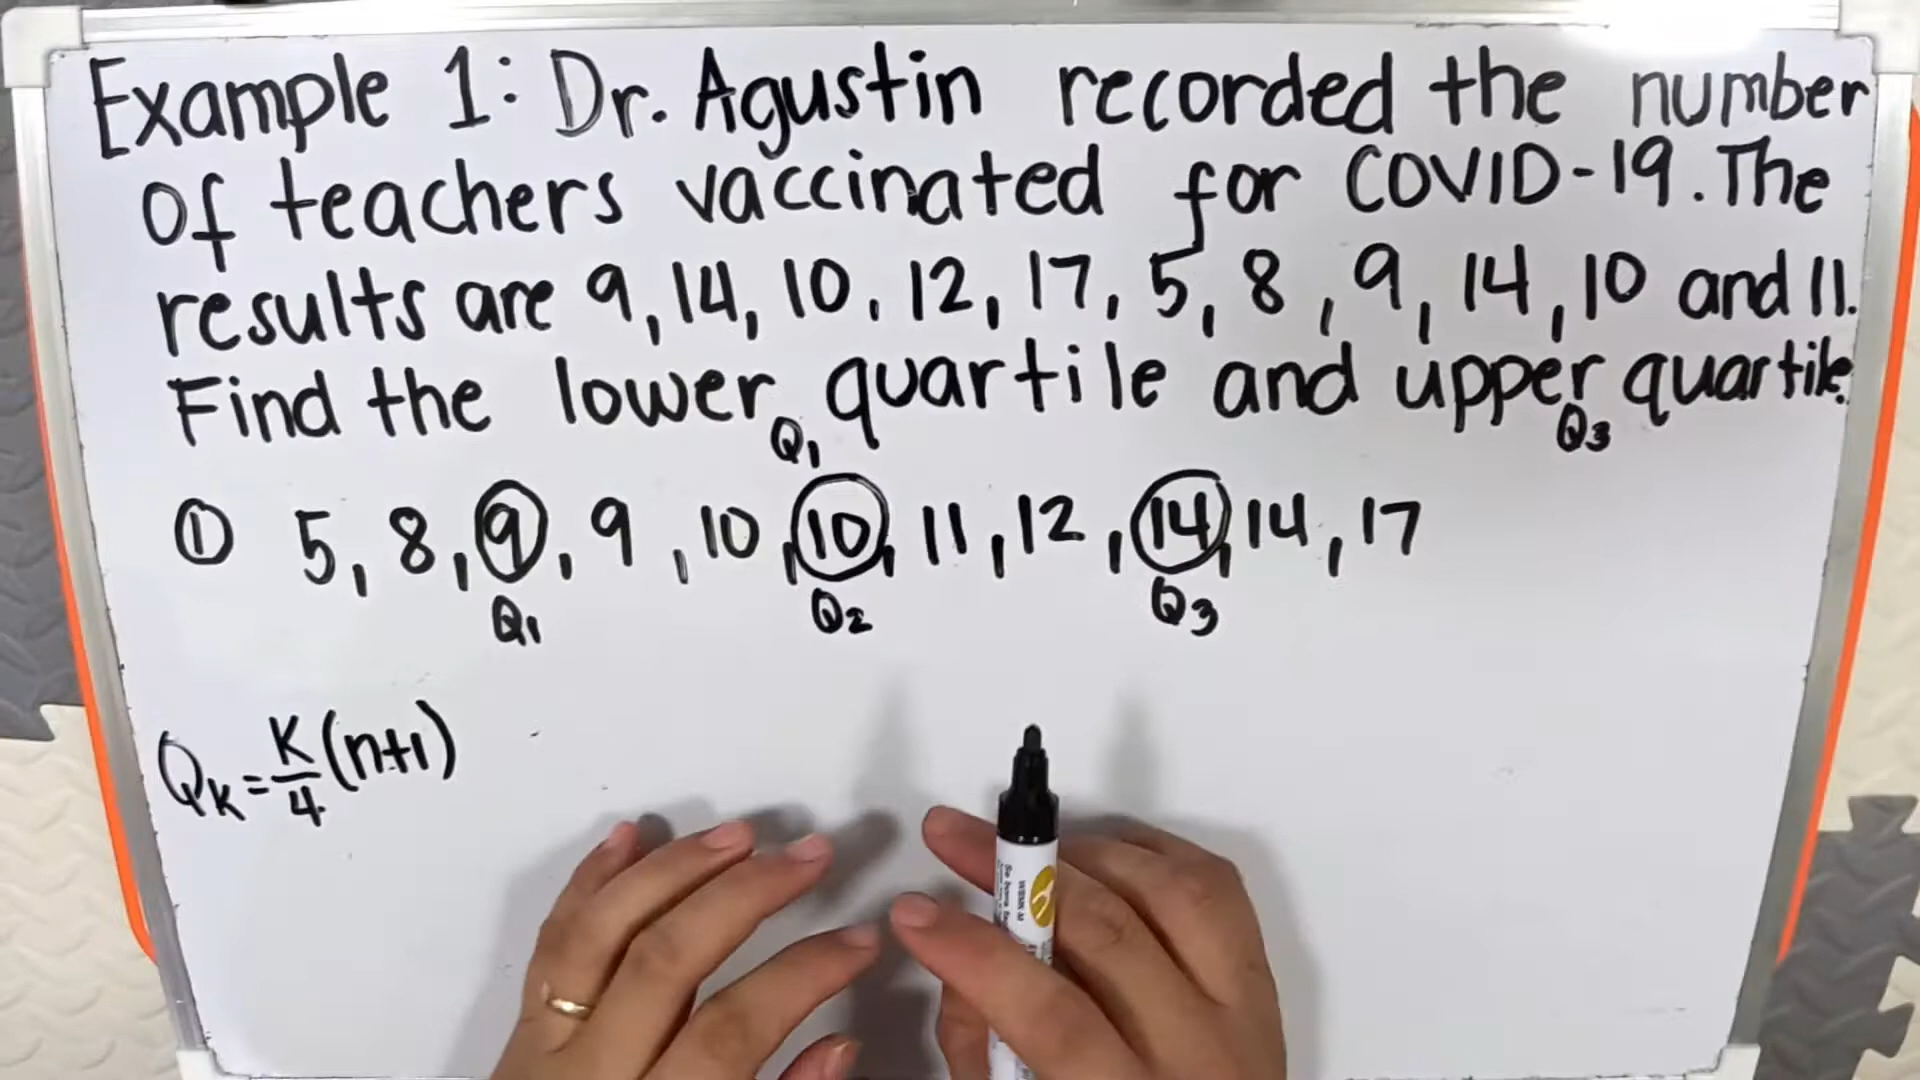 Example 1: Dr. Agustin recorded the number
of teachers vaccinated for COVID-19. The
results are 9, 14, 10, 12, 17, 5, 8, 9, 14, 10 and 11.
Find the lower quartile and upper quartile.
Q₁ Q₃
① 5, 8, 9, 9, 10, 10, 11, 12, 14, 14, 17
Q₁ Q₂ Q₃
Qₖ = K/4 (n+1)